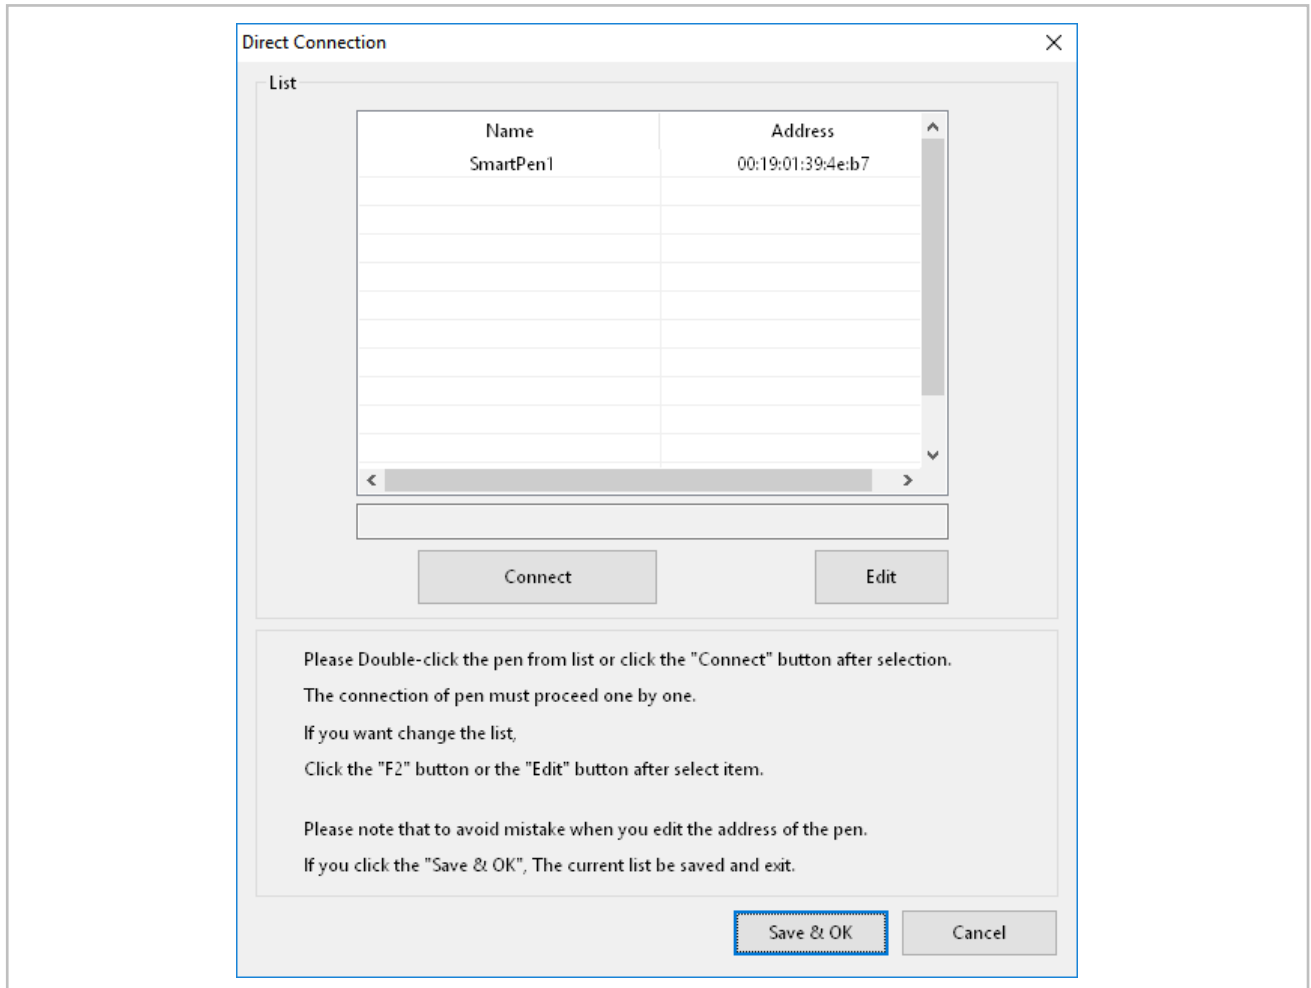 Direct Connection
List
Name Address
SmartPen1 00:19:01:39:4e:b7
Connect Edit
Please Double-click the pen from list or click the "Connect" button after selection.
The connection of pen must proceed one by one.
If you want change the list,
Click the "F2" button or the "Edit" button after select item.
Please note that to avoid mistake when you edit the address of the pen.
If you click the "Save & OK", The current list be saved and exit.
Save & OK Cancel